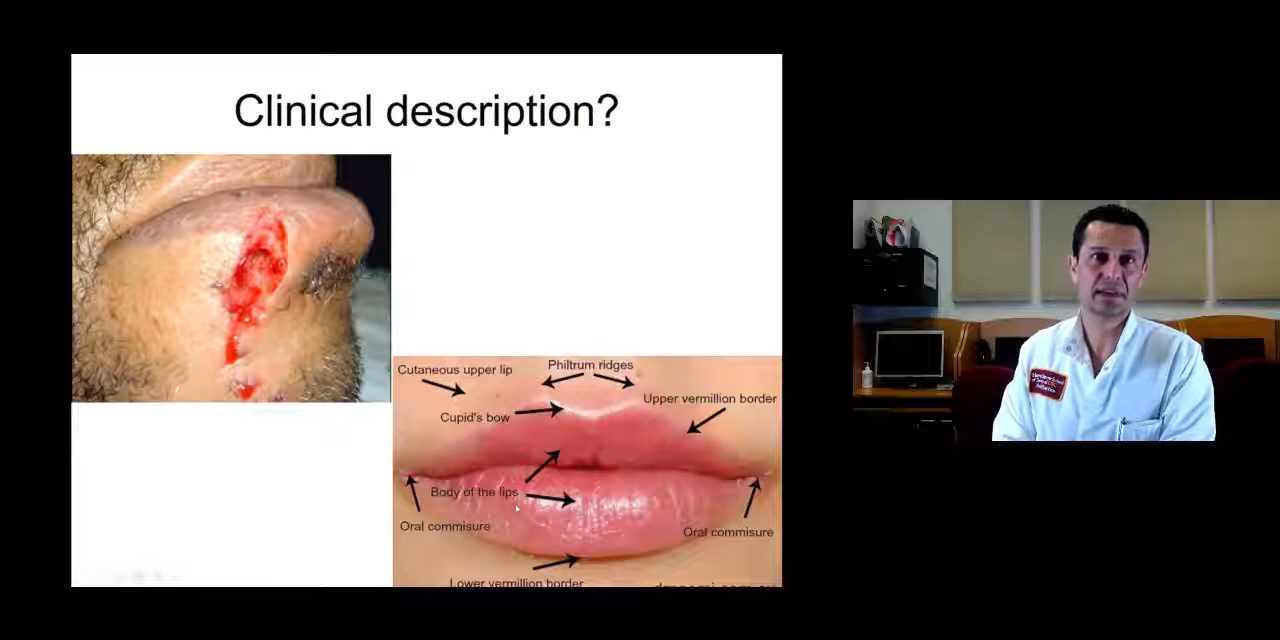 Clinical description?
Cutaneous upper lip
Philtrum ridges
Upper vermillion border
Cupid's bow
Body of the lips
Oral commisure
Oral commisure
Lower vermillion border